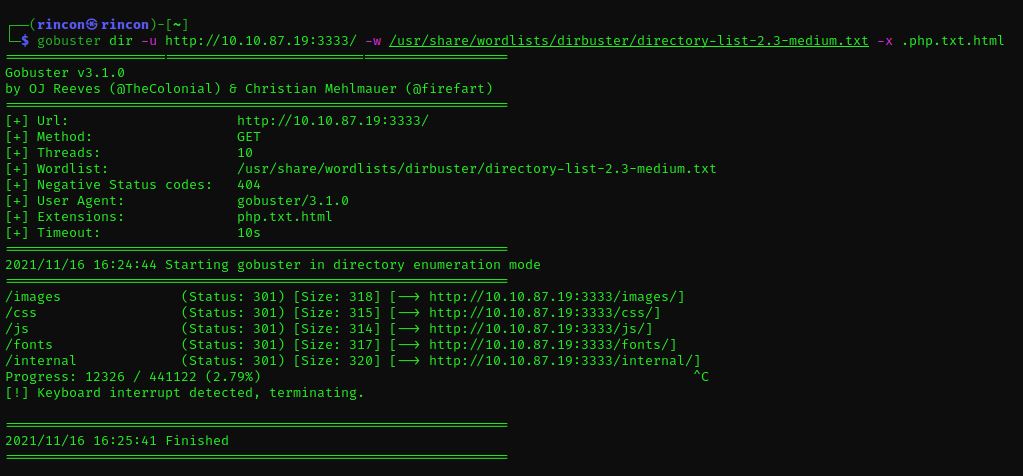 ┌──(rincon㉿rincon)-[~]
└─$ gobuster dir -u http://10.10.87.19:3333/ -w /usr/share/wordlists/dirbuster/directory-list-2.3-medium.txt -x .php.txt.html
===============================================================
Gobuster v3.1.0
by OJ Reeves (@TheColonial) & Christian Mehlmauer (@firefart)
===============================================================
[+] Url:                     http://10.10.87.19:3333/
[+] Method:                  GET
[+] Threads:                 10
[+] Wordlist:                /usr/share/wordlists/dirbuster/directory-list-2.3-medium.txt
[+] Negative Status codes:   404
[+] User Agent:              gobuster/3.1.0
[+] Extensions:              php.txt.html
[+] Timeout:                 10s
===============================================================
2021/11/16 16:24:44 Starting gobuster in directory enumeration mode
===============================================================
/images               (Status: 301) [Size: 318] [--> http://10.10.87.19:3333/images/]
/css                  (Status: 301) [Size: 315] [--> http://10.10.87.19:3333/css/]
/js                   (Status: 301) [Size: 314] [--> http://10.10.87.19:3333/js/]
/fonts                (Status: 301) [Size: 317] [--> http://10.10.87.19:3333/fonts/]
/internal             (Status: 301) [Size: 320] [--> http://10.10.87.19:3333/internal/]
Progress: 12326 / 441122 (2.79%)                                                      ^C
[!] Keyboard interrupt detected, terminating.

===============================================================
2021/11/16 16:25:41 Finished
===============================================================